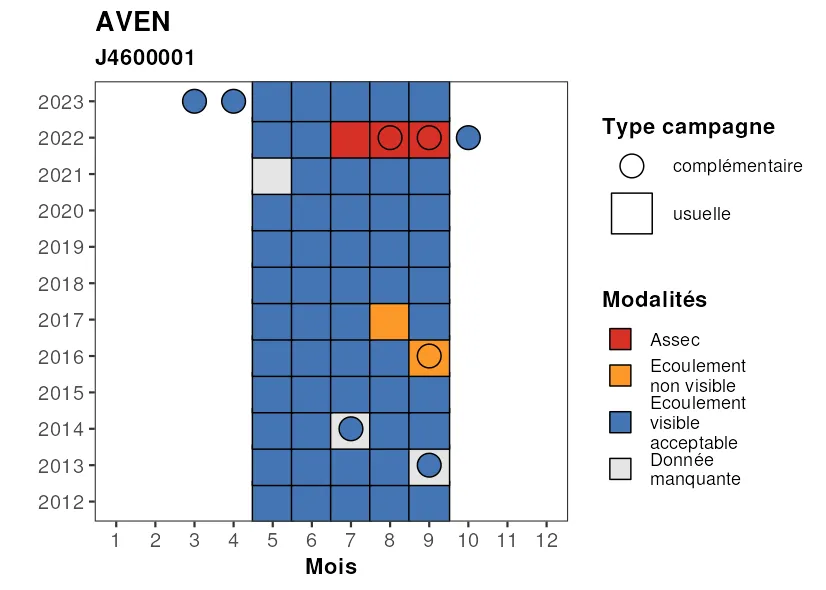 AVEN
J4600001
2023
2022
2021
2020
2019
2018
2017
2016
2015
2014
2013
2012
1 2 3 4 5 6 7 8 9 10 11 12
Mois
Type campagne
complémentaire
usuelle
Modalités
Assec
Ecoulement
non visible
Ecoulement
visible
acceptable
Donnée
manquante